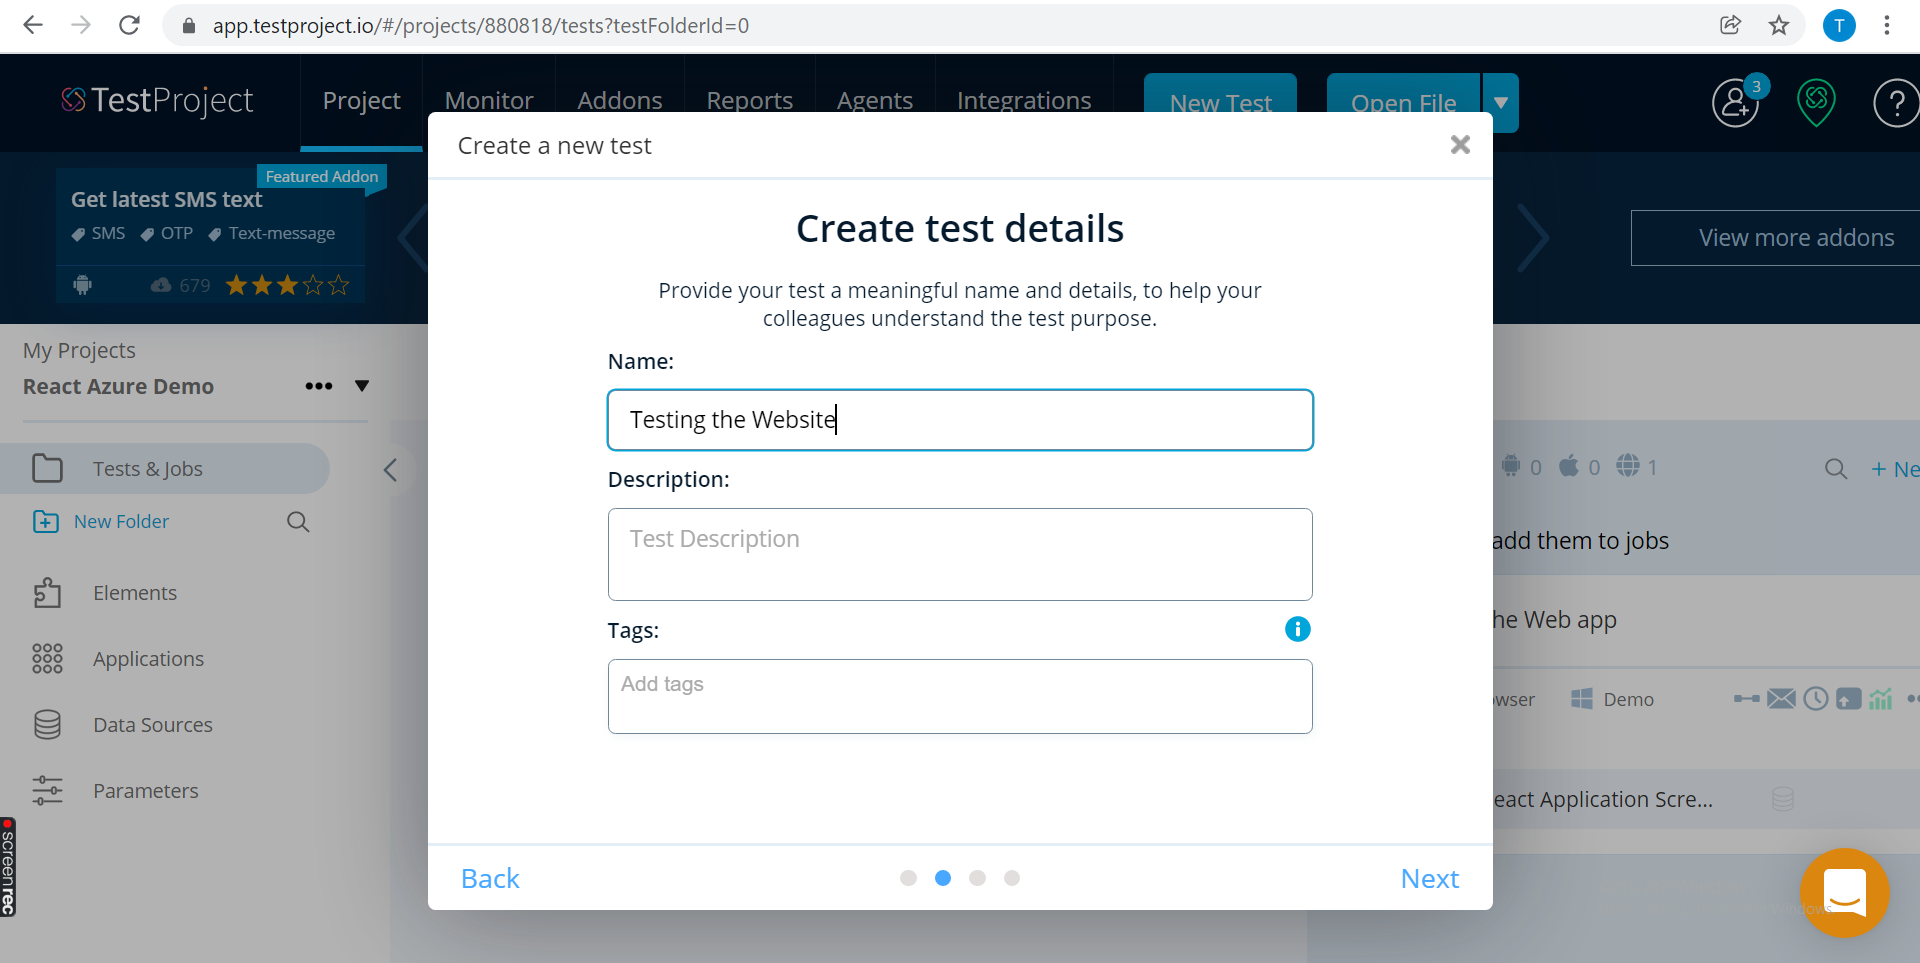 app.testproject.io/#/projects/880818/tests?testFolderId=0
T
TestProject
Project
Monitor
Addons
Reports
Agents
Integrations
New Test
Open File
3
?
Featured Addon
Get latest SMS text
SMS
OTP
Text-message
679
View more addons
My Projects
React Azure Demo
Tests & Jobs
New Folder
Elements
Applications
Data Sources
Parameters
screenrec
Create a new test
Create test details
Provide your test a meaningful name and details, to help your
colleagues understand the test purpose.
Name:
Testing the Website
Description:
Test Description
Tags:
Add tags
Back
Next
0
0
1
+ Ne
add them to jobs
he Web app
wser
Demo
eact Application Scre...